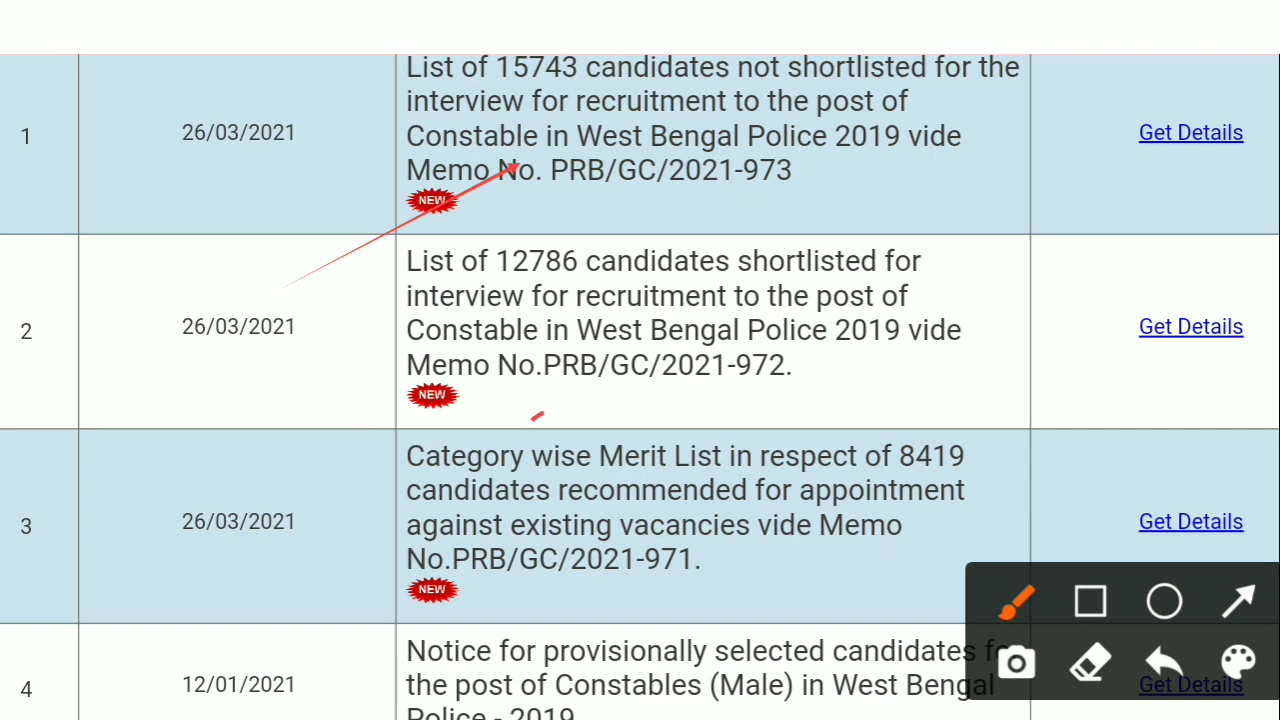 1
26/03/2021
List of 15743 candidates not shortlisted for the
interview for recruitment to the post of
Constable in West Bengal Police 2019 vide
Memo No. PRB/GC/2021-973
NEW
Get Details
2
26/03/2021
List of 12786 candidates shortlisted for
interview for recruitment to the post of
Constable in West Bengal Police 2019 vide
Memo No.PRB/GC/2021-972.
NEW
Get Details
3
26/03/2021
Category wise Merit List in respect of 8419
candidates recommended for appointment
against existing vacancies vide Memo
No.PRB/GC/2021-971.
NEW
Get Details
4
12/01/2021
Notice for provisionally selected candidates for
the post of Constables (Male) in West Bengal
Police - 2019
Get Details